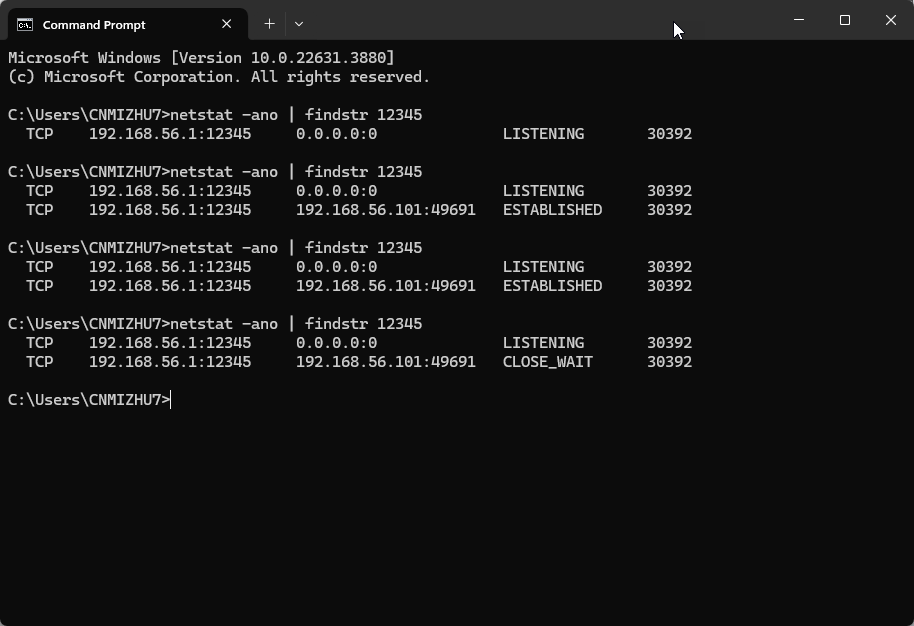 Command Prompt
Microsoft Windows [Version 10.0.22631.3880]
(c) Microsoft Corporation. All rights reserved.
C:\Users\CNMIZHU7>netstat -ano | findstr 12345
TCP 192.168.56.1:12345 0.0.0.0:0 LISTENING 30392
C:\Users\CNMIZHU7>netstat -ano | findstr 12345
TCP 192.168.56.1:12345 0.0.0.0:0 LISTENING 30392
TCP 192.168.56.1:12345 192.168.56.101:49691 ESTABLISHED 30392
C:\Users\CNMIZHU7>netstat -ano | findstr 12345
TCP 192.168.56.1:12345 0.0.0.0:0 LISTENING 30392
TCP 192.168.56.1:12345 192.168.56.101:49691 ESTABLISHED 30392
C:\Users\CNMIZHU7>netstat -ano | findstr 12345
TCP 192.168.56.1:12345 0.0.0.0:0 LISTENING 30392
TCP 192.168.56.1:12345 192.168.56.101:49691 CLOSE_WAIT 30392
C:\Users\CNMIZHU7>